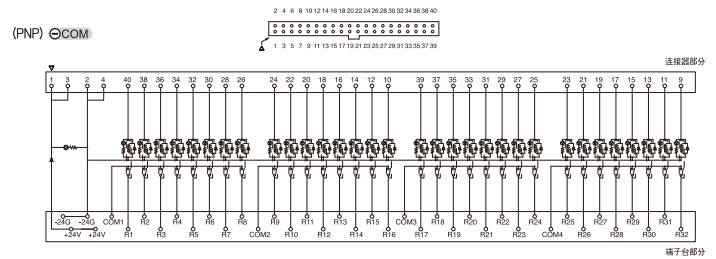 2 4 6 8 10 12 14 16 18 20 22 24 26 28 30 32 34 36 38 40
(PNP) ⊖COM
1 3 5 7 9 11 13 15 17 19 21 23 25 27 29 31 33 35 37 39
连接器部分
1 3 2 4 40 38 36 34 32 30 28 26 24 22 20 18 16 14 12 10 39 37 35 33 31 29 27 25 23 21 19 17 15 13 11 9
-24G -24G COM1 R2 R4 R6 R8 R9 R11 R13 R15 COM3 R18 R20 R22 R24 R25 R27 R29 R31
+24V +24V R1 R3 R5 R7 COM2 R10 R12 R14 R16 R17 R19 R21 R23 COM4 R26 R28 R30 R32
端子台部分